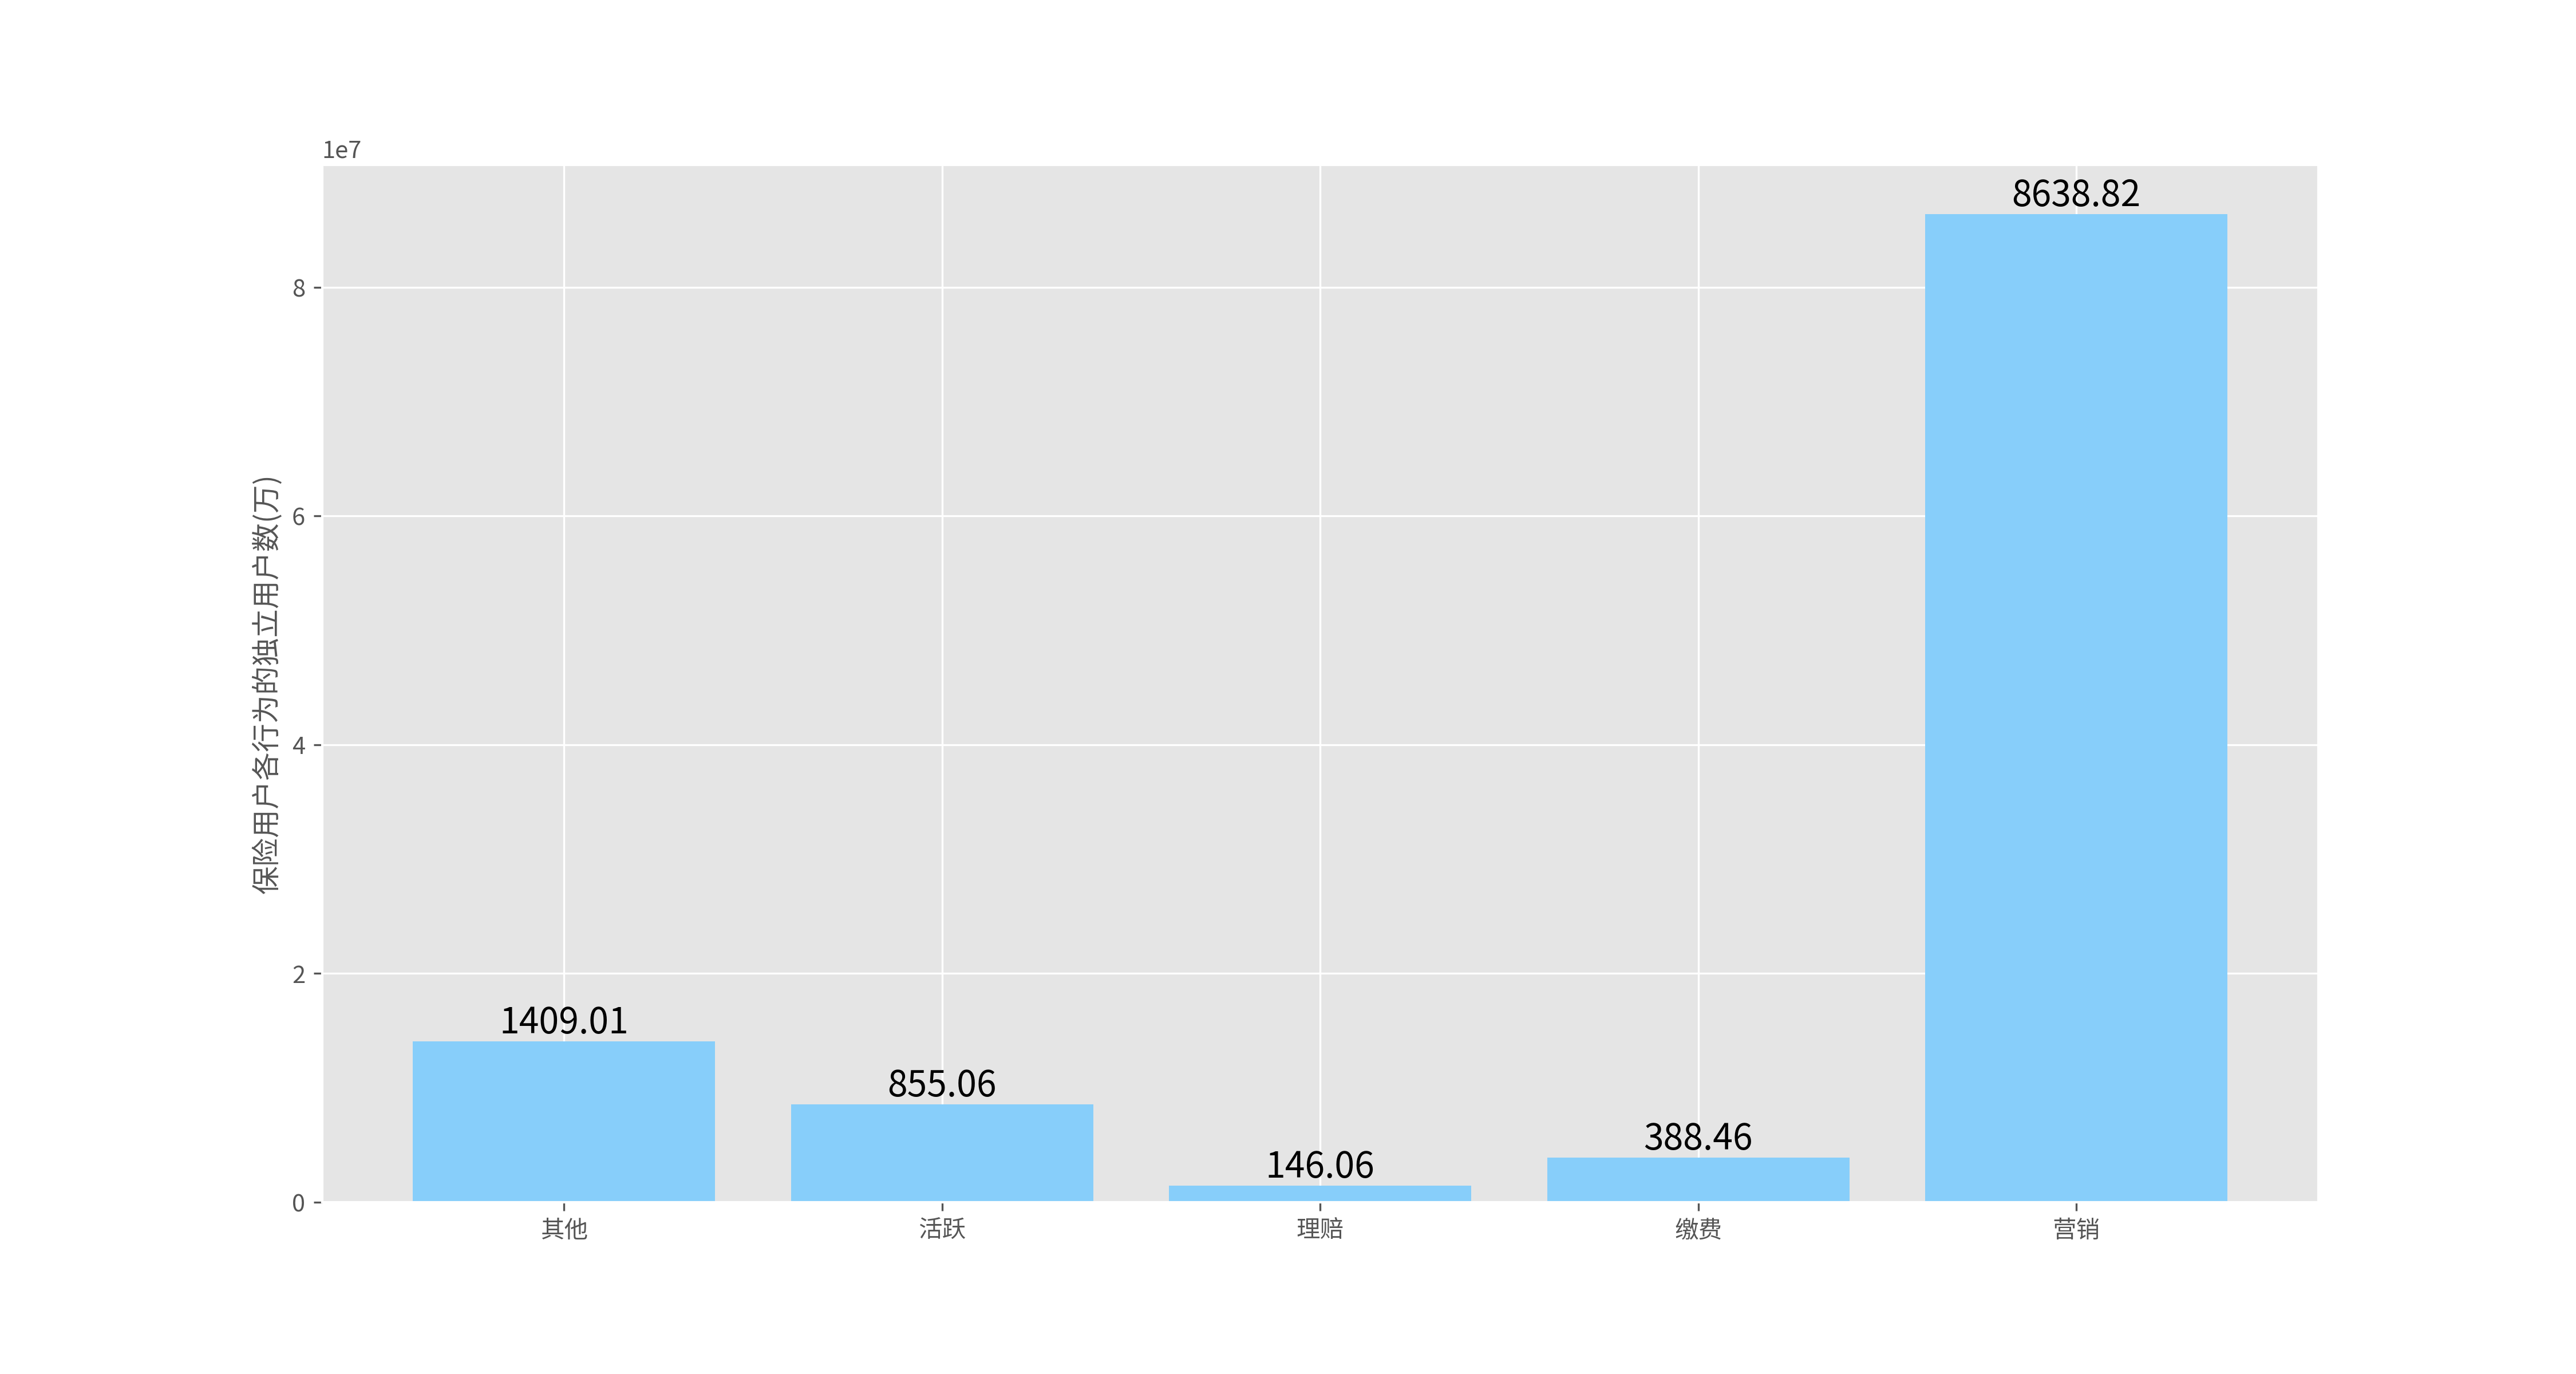 1e7
保险用户各行为的独立用户数(万)
8
6
4
2
0
1409.01
855.06
146.06
388.46
8638.82
其他
活跃
理赔
缴费
营销